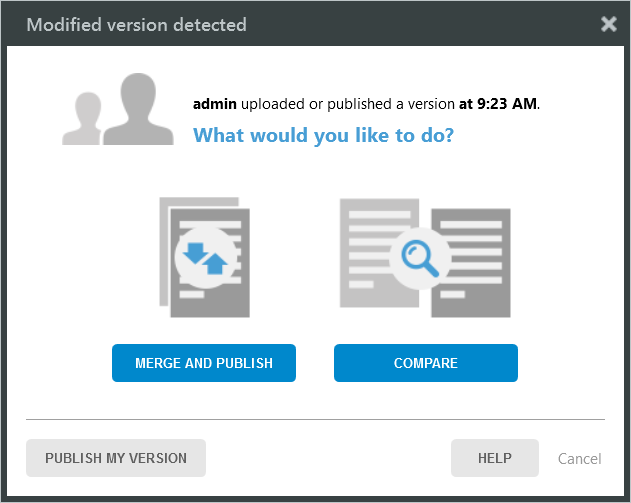 Modified version detected
admin uploaded or published a version at 9:23 AM.
What would you like to do?
MERGE AND PUBLISH
COMPARE
PUBLISH MY VERSION
HELP
Cancel